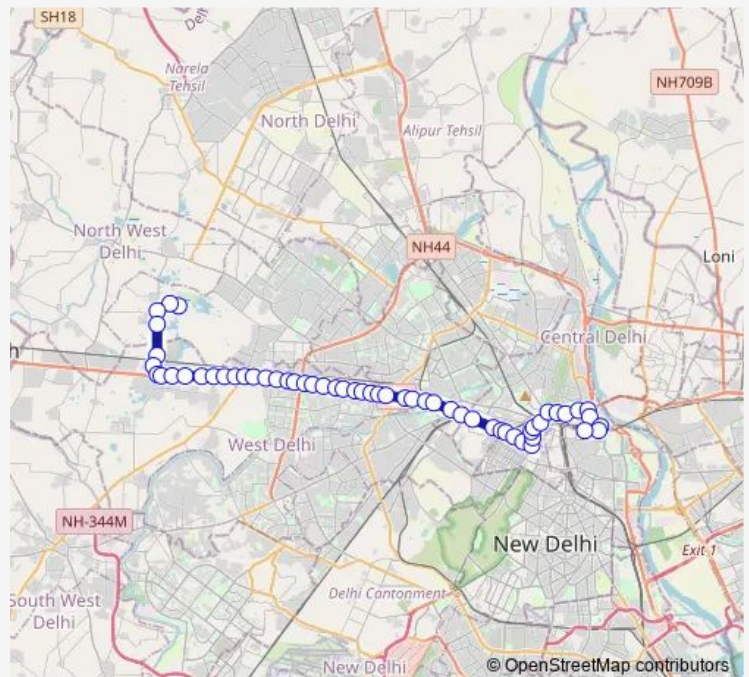 SH18
Del
Narela
Tehsil
NH709B
North Delhi
Alipur Tehsil
North West
Delhi
NH44
Loni
h
Central Delhi
West Delhi
NH-344M
New Delhi
Exit 1
Delhi Cantonment
South West
Delhi
New Delhi
© OpenStreetMap contributors